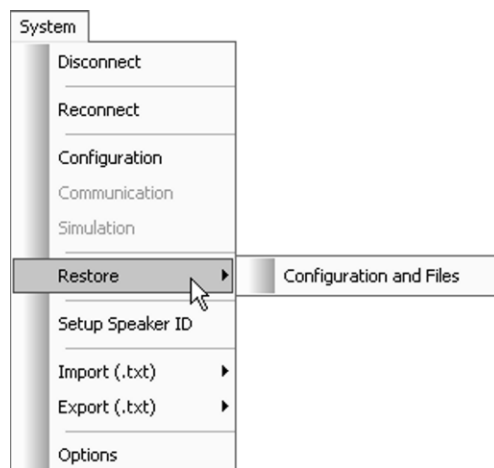 System
Disconnect
Reconnect
Configuration
Communication
Simulation
Restore
Configuration and Files
Setup Speaker ID
Import (.txt)
Export (.txt)
Options